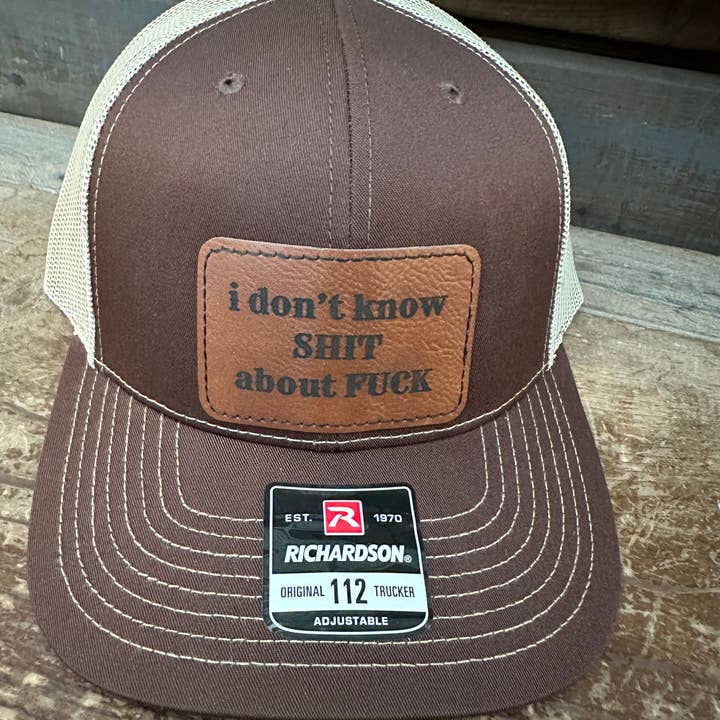 i don't know
SHIT
about FUCK
EST. R 1970
RICHARDSON®
ORIGINAL 112 TRUCKER
ADJUSTABLE